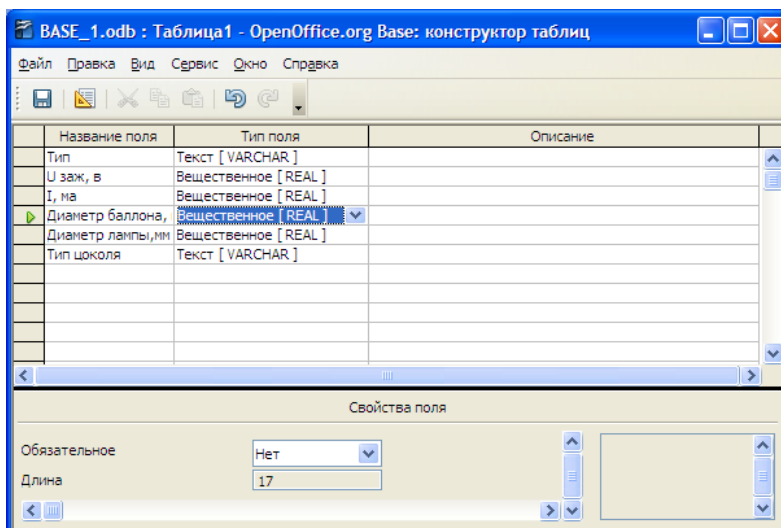 BASE_1.odb : Таблица1 - OpenOffice.org Base: конструктор таблиц
Файл Правка Вид Сервис Окно Справка
Название поля Тип поля Описание
Тип Текст [ VARCHAR ]
U заж, в Вещественное [ REAL ]
I, ма Вещественное [ REAL ]
Диаметр баллона, Вещественное [ REAL ]
Диаметр лампы,мм Вещественное [ REAL ]
Тип цоколя Текст [ VARCHAR ]
Свойства поля
Обязательное Нет
Длина 17